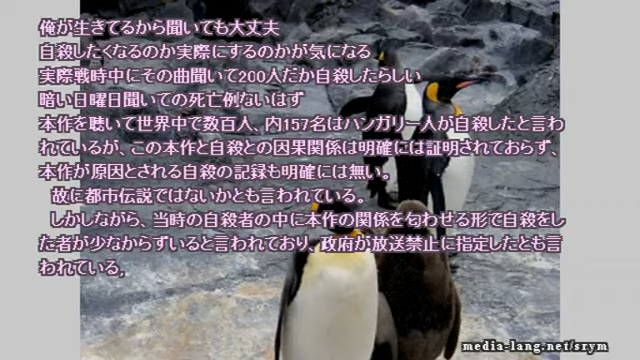 俺が生きてるから聞いても大丈夫
自殺したくなるのか実際にするのかが気になる
実際戦時中にその曲聞いて200人だか自殺したらしい
暗い日曜日聞いての死亡例ないはず
本作を聴いて世界中で数百人、内157名はハンガリー人が自殺したと言わ
れているが、この本作と自殺との因果関係は明確には証明されておらず、
本作が原因とされる自殺の記録も明確には無い。
故に都市伝説ではないかとも言われている。
しかしながら、当時の自殺者の中に本作の関係を匂わせる形で自殺をし
た者が少なからずいると言われており、政府が放送禁止に指定したとも言
われている,
media-lang.net/srym